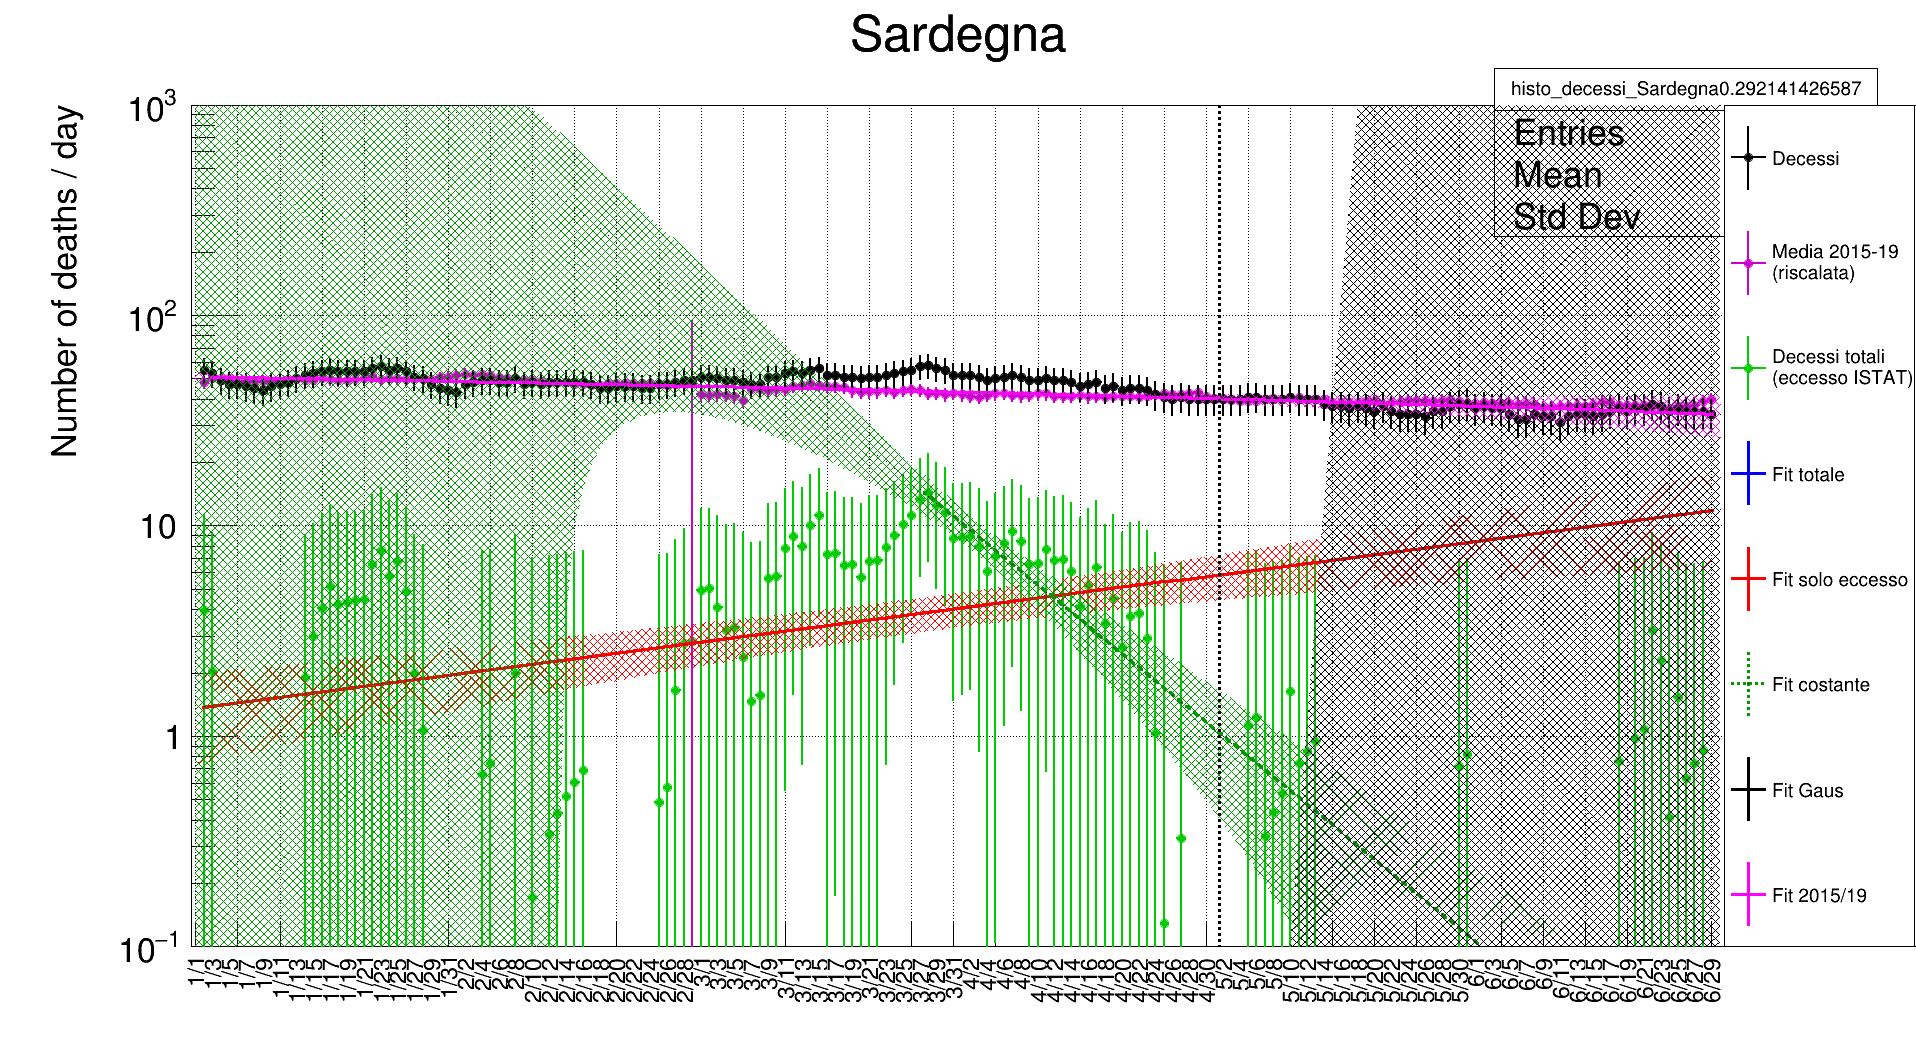 Sardegna
histo_decessi_Sardegna0.292141426587
Entries
Mean
Std Dev
Number of deaths / day
10³
10²
10
1
10⁻¹
Decessi
Media 2015-19
(riscalata)
Decessi totali
(eccesso ISTAT)
Fit totale
Fit solo eccesso
Fit costante
Fit Gaus
Fit 2015/19
1/1 1/3 1/5 1/7 1/9 1/11 1/13 1/15 1/17 1/19 1/21 1/23 1/25 1/27 1/29 1/31 2/2 2/4 2/6 2/8 2/10 2/12 2/14 2/16 2/18 2/20 2/22 2/24 2/26 2/28 3/1 3/3 3/5 3/7 3/9 3/11 3/13 3/15 3/17 3/19 3/21 3/23 3/25 3/27 3/29 3/31 4/2 4/4 4/6 4/8 4/10 4/12 4/14 4/16 4/18 4/20 4/22 4/24 4/26 4/28 4/30 5/2 5/4 5/6 5/8 5/10 5/12 5/14 5/16 5/18 5/20 5/22 5/24 5/26 5/28 5/30 6/1 6/3 6/5 6/7 6/9 6/11 6/13 6/15 6/17 6/19 6/21 6/23 6/25 6/27 6/29